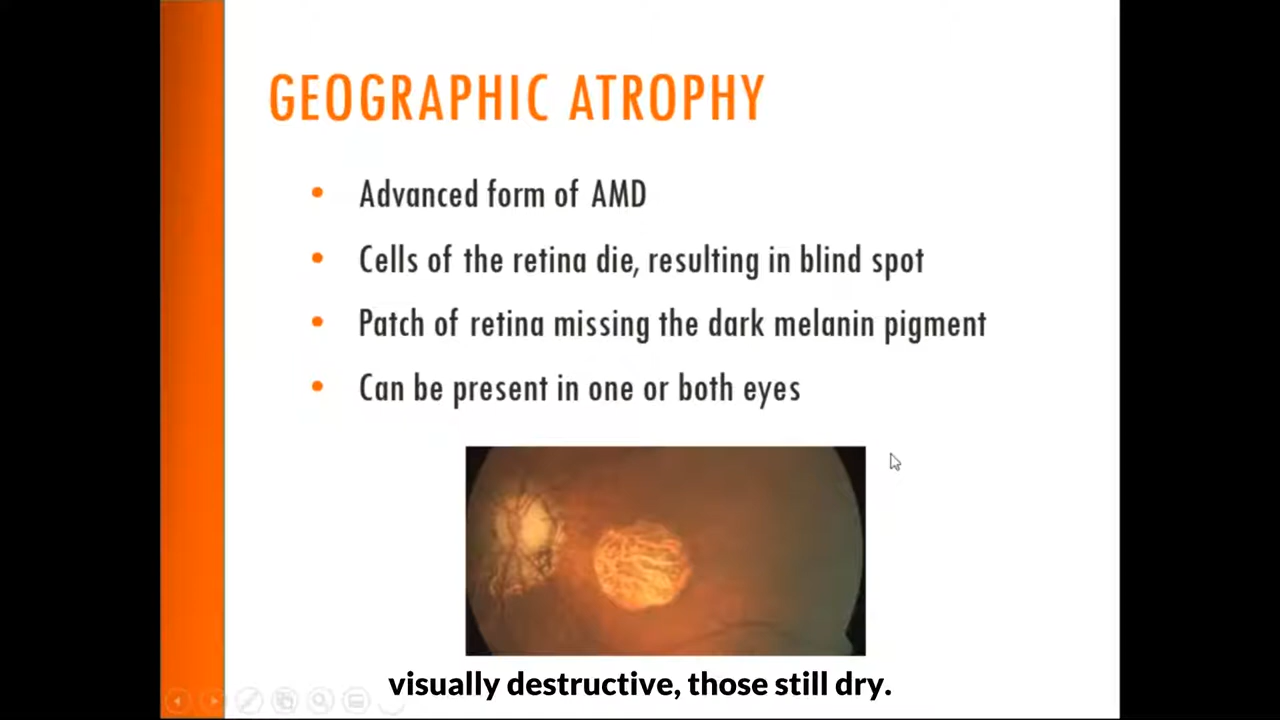 GEOGRAPHIC ATROPHY
• Advanced form of AMD
• Cells of the retina die, resulting in blind spot
• Patch of retina missing the dark melanin pigment
• Can be present in one or both eyes
visually destructive, those still dry.